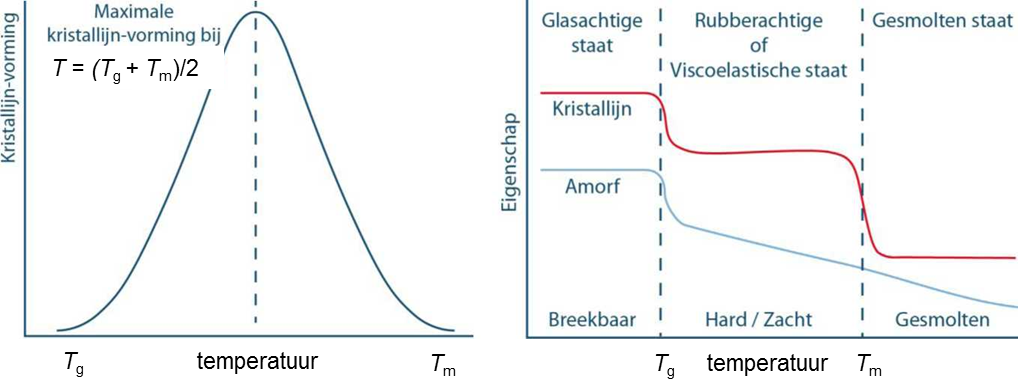 Maximale
kristallijn-vorming bij
T = (Tg + Tm)/2
Kristallijn-vorming
Tg
temperatuur
Tm
Glasachtige
staat
Rubberachtige
of
Viscoelastische staat
Gesmolten staat
Kristallijn
Amorf
Eigenschap
Breekbaar
Hard / Zacht
Gesmolten
Tg
temperatuur
Tm